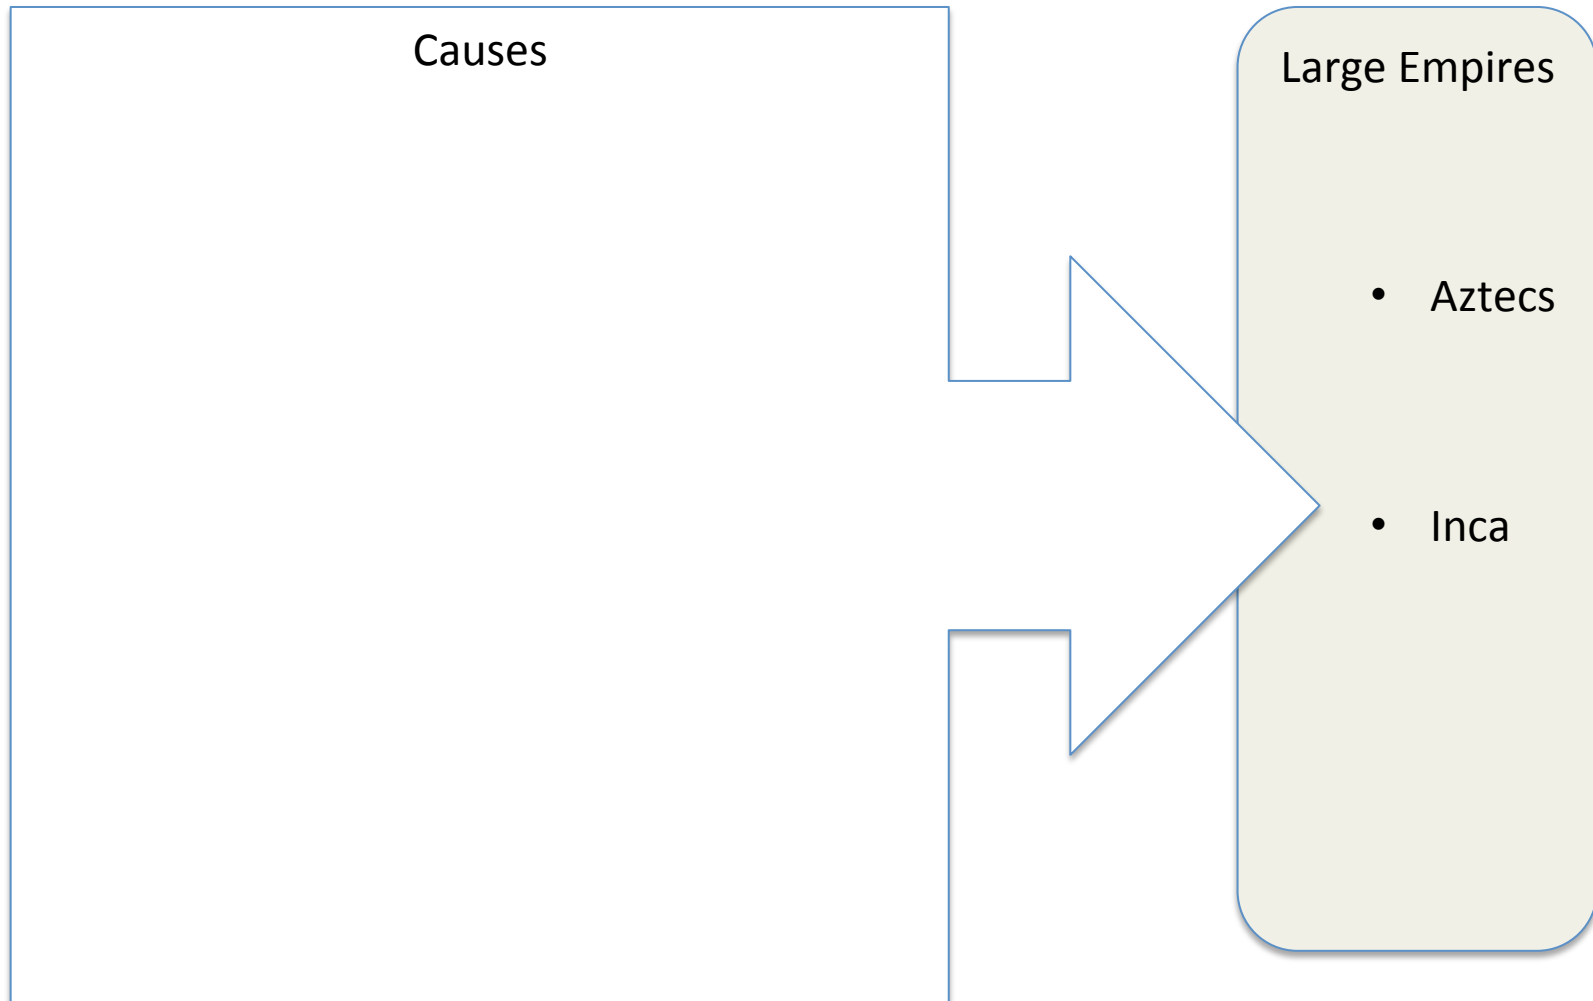 Causes
Large Empires
• Aztecs
• Inca